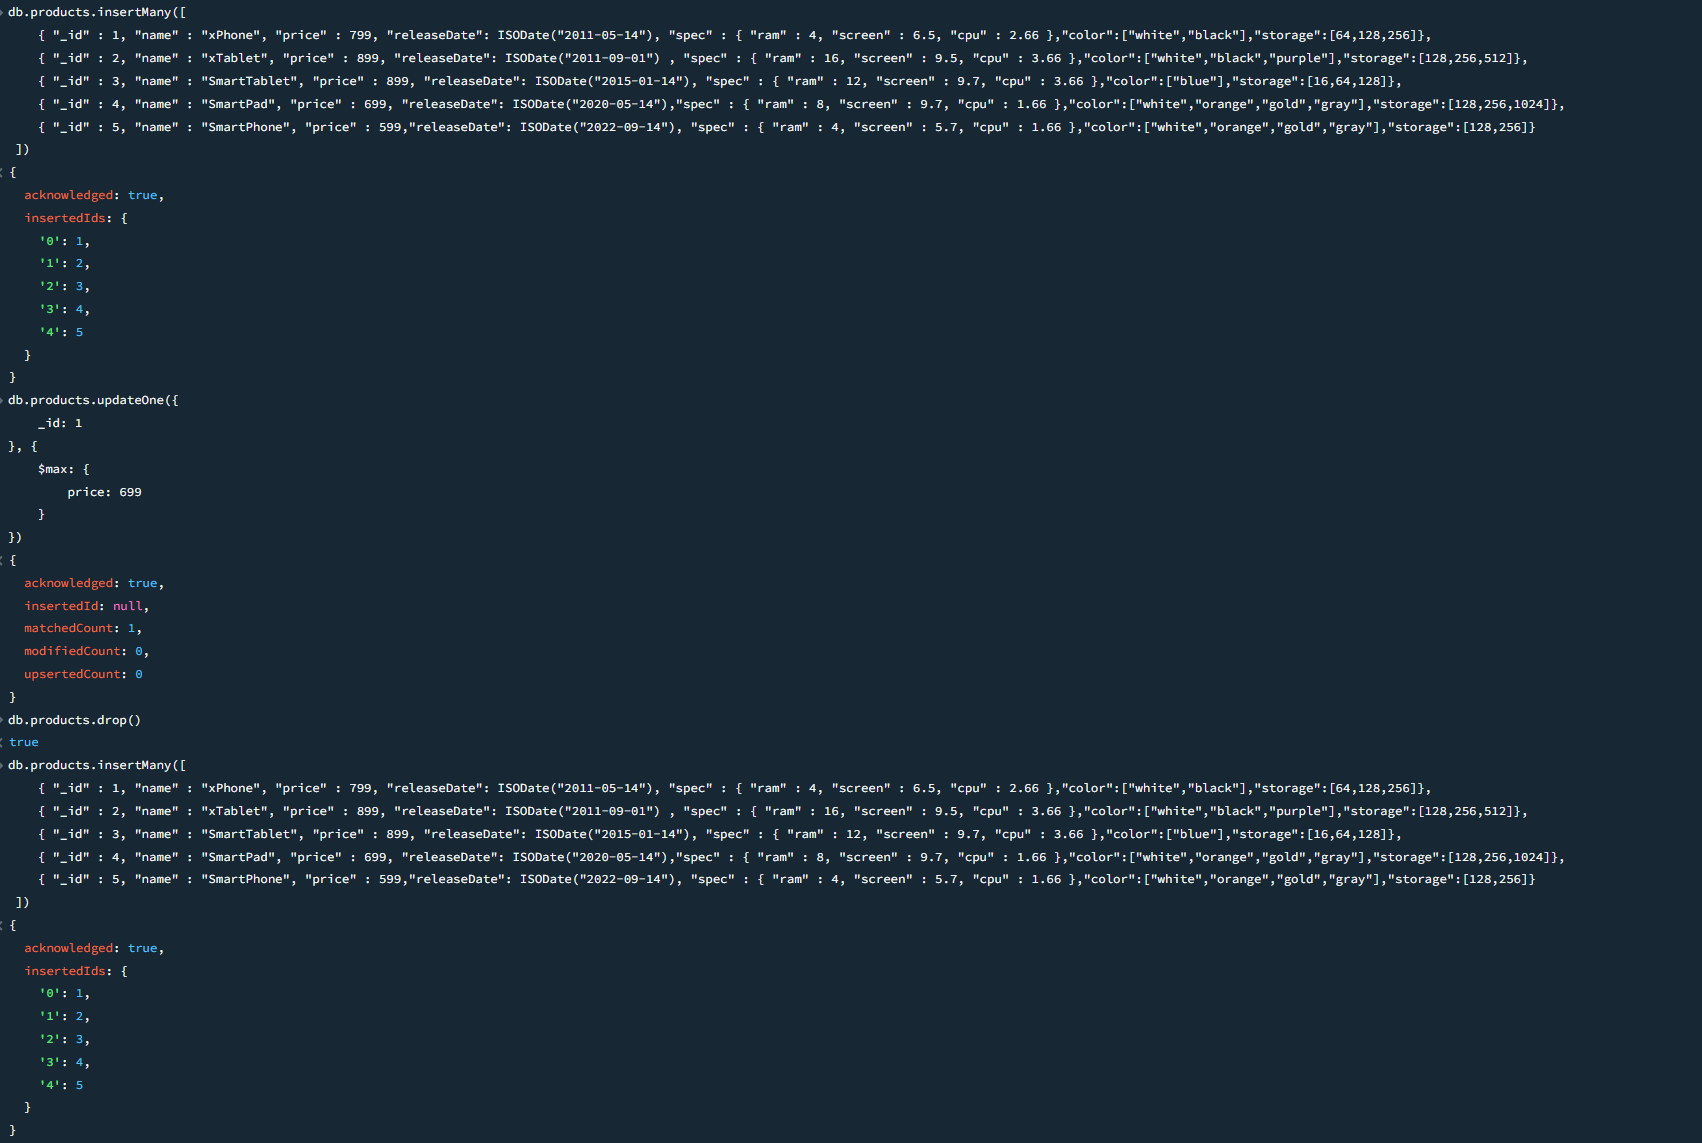 db.products.insertMany([
    { "_id" : 1, "name" : "xPhone", "price" : 799, "releaseDate": ISODate("2011-05-14"), "spec" : { "ram" : 4, "screen" : 6.5, "cpu" : 2.66 },"color":["white","black"],"storage":[64,128,256]},
    { "_id" : 2, "name" : "xTablet", "price" : 899, "releaseDate": ISODate("2011-09-01") , "spec" : { "ram" : 16, "screen" : 9.5, "cpu" : 3.66 },"color":["white","black","purple"],"storage":[128,256,512]},
    { "_id" : 3, "name" : "SmartTablet", "price" : 899, "releaseDate": ISODate("2015-01-14"), "spec" : { "ram" : 12, "screen" : 9.7, "cpu" : 3.66 },"color":["blue"],"storage":[16,64,128]},
    { "_id" : 4, "name" : "SmartPad", "price" : 699, "releaseDate": ISODate("2020-05-14"),"spec" : { "ram" : 8, "screen" : 9.7, "cpu" : 1.66 },"color":["white","orange","gold","gray"],"storage":[128,256,1024]},
    { "_id" : 5, "name" : "SmartPhone", "price" : 599,"releaseDate": ISODate("2022-09-14"), "spec" : { "ram" : 4, "screen" : 5.7, "cpu" : 1.66 },"color":["white","orange","gold","gray"],"storage":[128,256]}
 ])
{
  acknowledged: true,
  insertedIds: {
    '0': 1,
    '1': 2,
    '2': 3,
    '3': 4,
    '4': 5
  }
}
db.products.updateOne({
    _id: 1
}, {
    $max: {
        price: 699
    }
})
{
  acknowledged: true,
  insertedId: null,
  matchedCount: 1,
  modifiedCount: 0,
  upsertedCount: 0
}
db.products.drop()
true
db.products.insertMany([
    { "_id" : 1, "name" : "xPhone", "price" : 799, "releaseDate": ISODate("2011-05-14"), "spec" : { "ram" : 4, "screen" : 6.5, "cpu" : 2.66 },"color":["white","black"],"storage":[64,128,256]},
    { "_id" : 2, "name" : "xTablet", "price" : 899, "releaseDate": ISODate("2011-09-01") , "spec" : { "ram" : 16, "screen" : 9.5, "cpu" : 3.66 },"color":["white","black","purple"],"storage":[128,256,512]},
    { "_id" : 3, "name" : "SmartTablet", "price" : 899, "releaseDate": ISODate("2015-01-14"), "spec" : { "ram" : 12, "screen" : 9.7, "cpu" : 3.66 },"color":["blue"],"storage":[16,64,128]},
    { "_id" : 4, "name" : "SmartPad", "price" : 699, "releaseDate": ISODate("2020-05-14"),"spec" : { "ram" : 8, "screen" : 9.7, "cpu" : 1.66 },"color":["white","orange","gold","gray"],"storage":[128,256,1024]},
    { "_id" : 5, "name" : "SmartPhone", "price" : 599,"releaseDate": ISODate("2022-09-14"), "spec" : { "ram" : 4, "screen" : 5.7, "cpu" : 1.66 },"color":["white","orange","gold","gray"],"storage":[128,256]}
 ])
{
  acknowledged: true,
  insertedIds: {
    '0': 1,
    '1': 2,
    '2': 3,
    '3': 4,
    '4': 5
  }
}